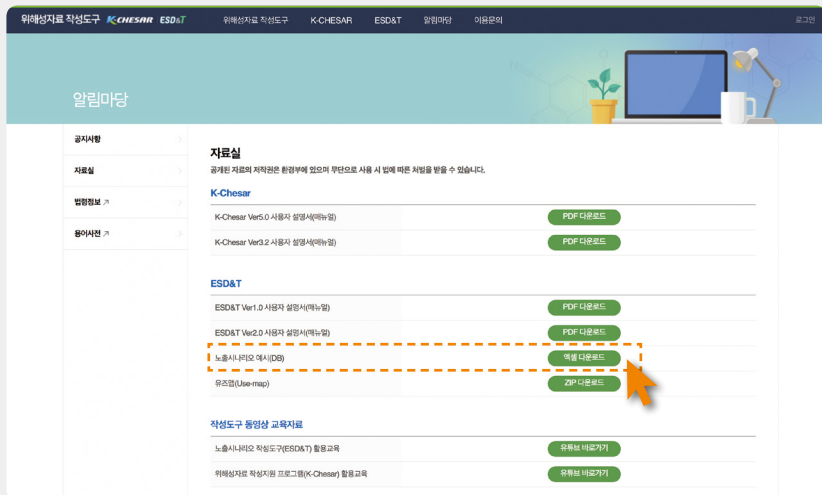 위해성자료 작성도구 K-CHESAR ESD&T 위해성자료 작성도구 K-CHESAR ESD&T 알림마당 이용문의 로그인
알림마당
공지사항
자료실
법령정보 ↗
용어사전 ↗
자료실
공개된 자료의 저작권은 환경부에 있으며 무단으로 사용 시 법에 따른 처벌을 받을 수 있습니다.
K-Chesar
K-Chesar Ver5.0 사용자 설명서(매뉴얼) PDF 다운로드
K-Chesar Ver3.2 사용자 설명서(매뉴얼) PDF 다운로드
ESD&T
ESD&T Ver1.0 사용자 설명서(매뉴얼) PDF 다운로드
ESD&T Ver2.0 사용자 설명서(매뉴얼) PDF 다운로드
노출시나리오 예시(DB) 엑셀 다운로드
유즈맵(Use-map) ZIP 다운로드
작성도구 동영상 교육자료
노출시나리오 작성도구(ESD&T) 활용교육 유튜브 바로가기
위해성자료 작성지원 프로그램(K-Chesar) 활용교육 유튜브 바로가기